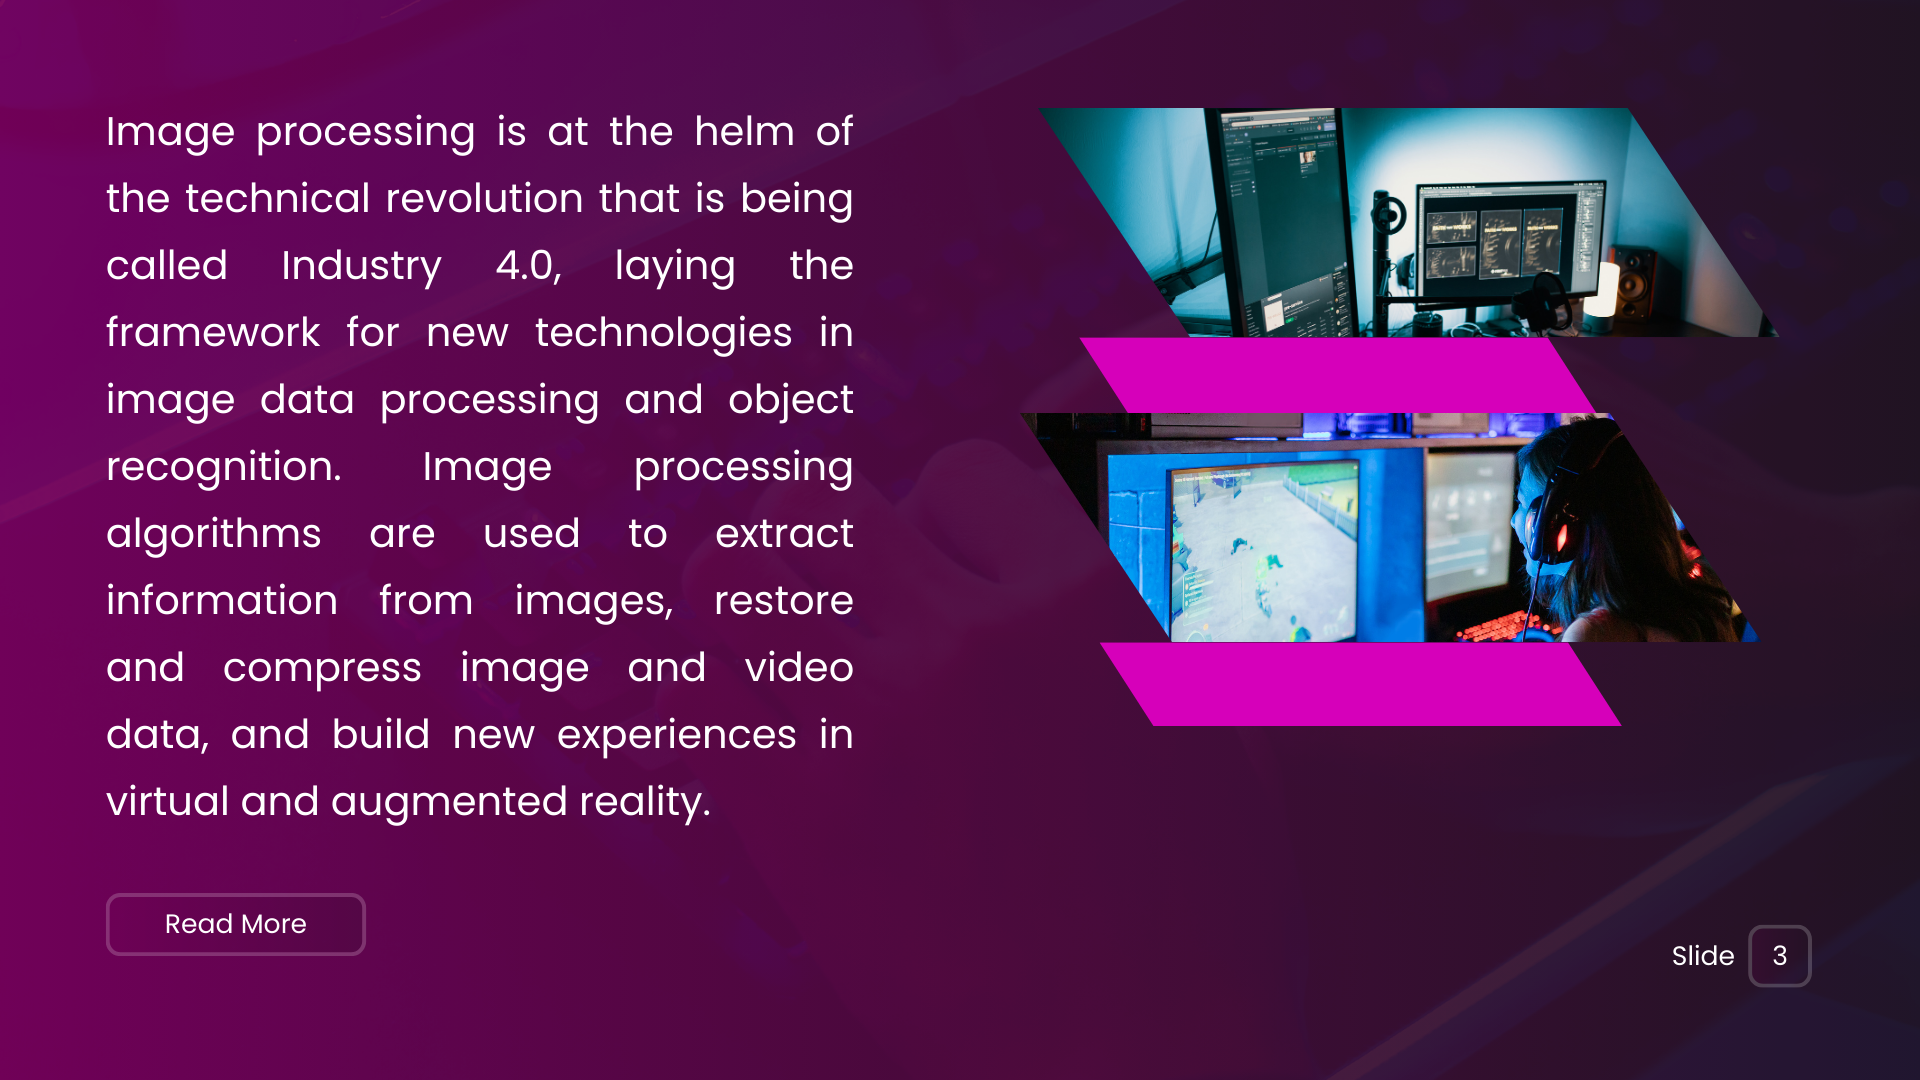 Image processing is at the helm of
the technical revolution that is being
called Industry 4.0, laying the
framework for new technologies in
image data processing and object
recognition. Image processing
algorithms are used to extract
information from images, restore
and compress image and video
data, and build new experiences in
virtual and augmented reality.
Read More
Slide 3